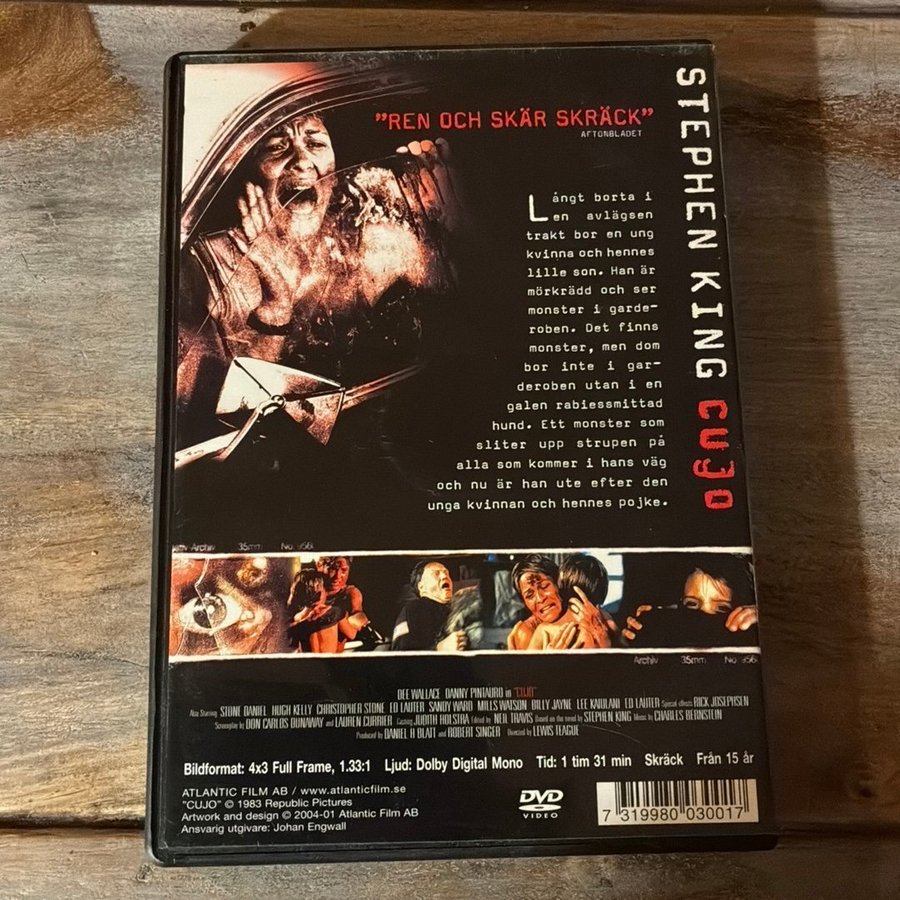 "REN OCH SKÄR SKRÄCK"
AFTONBLADET
Långt borta i
en avlägsen
trakt bor en ung
kvinna och hennes
lille son. Han är
mörkrädd och ser
monster i garde-
roben. Det finns
monster, men dom
bor inte i gar-
deroben utan i en
galen rabiessmittad
hund. Ett monster som
sliter upp strupen på
alla som kommer i hans väg
och nu är han ute efter den
unga kvinnan och hennes pojke.
STEPHEN KING CUJO
Archiv 35mm No. 956
Archiv 35mm No. 956
DEE WALLACE DANNY PINTAURO in "CUJO"
Also Starring STONE DANIEL HUGH KELLY CHRISTOPHER STONE ED LAUTER SANDY WARD MILLS WATSON BILLY JAYNE LEE KAIULANI ED LAUTER Special effects RICK JOSEPHSEN
Screenplay by DON CARLOS DUNAWAY and LAUREN CURRIER Casting JUDITH HOLSTRA Edited by NEIL TRAVIS Based on the novel by STEPHEN KING Music by CHARLES BERNSTEIN
Produced by DANIEL H BLATT and ROBERT SINGER Directed by LEWIS TEAGUE
Bildformat: 4x3 Full Frame, 1.33:1 Ljud: Dolby Digital Mono Tid: 1 tim 31 min Skräck Från 15 år
ATLANTIC FILM AB / www.atlanticfilm.se
"CUJO" © 1983 Republic Pictures
Artwork and design © 2004-01 Atlantic Film AB
Ansvarig utgivare: Johan Engwall
DVD
VIDEO
7 319980 030017